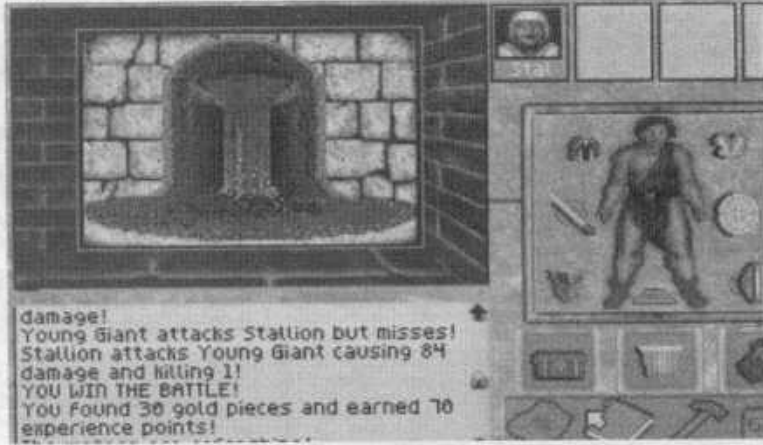 Stal
damage!
Young Giant attacks Stallion but misses!
Stallion attacks Young Giant causing 84
damage and killing 1!
YOU WIN THE BATTLE!
You found 30 gold pieces and earned 70
experience points!